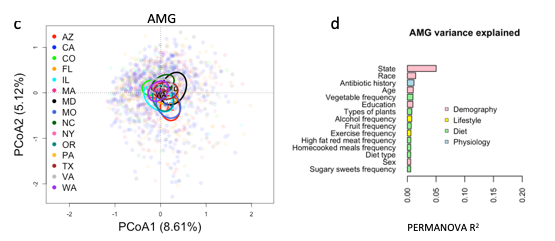 c
AMG
AZ
CA
CO
FL
IL
MA
MD
MO
NC
NY
OR
PA
TX
VA
WA
PCoA2 (5.12%)
1
0
-1
-2
-2
-1
0
1
2
PCoA1 (8.61%)
d
AMG variance explained
State
Race
Antibiotic history
Age
Vegetable frequency
Education
Types of plants
Alcohol frequency
Fruit frequency
Exercise frequency
High fat red meat frequency
Homecooked meals frequency
Diet type
Sex
Sugary sweets frequency
Demography
Lifestyle
Diet
Physiology
0.00
0.05
0.10
0.15
0.20
PERMANOVA R²